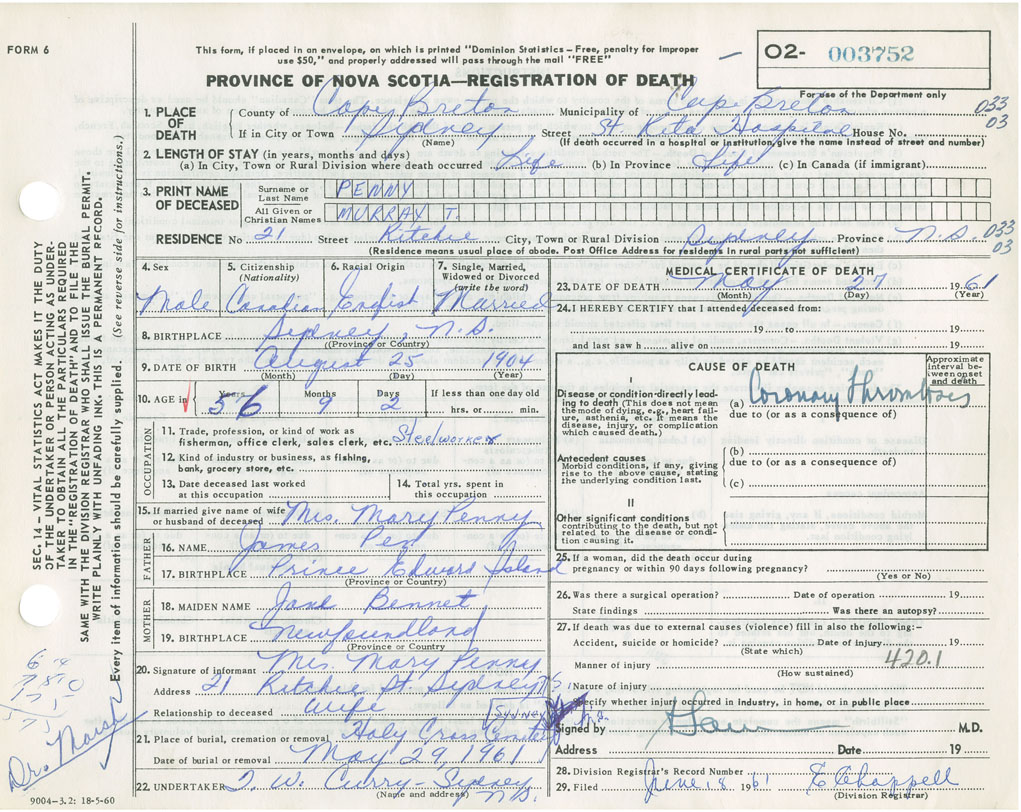 FORM 6
This form, if placed in an envelope, on which is printed "Dominion Statistics – Free, penalty for improper
use $50," and properly addressed will pass through the mail "FREE"
O2- 003752
PROVINCE OF NOVA SCOTIA—REGISTRATION OF DEATH
For use of the Department only
1. PLACE OF DEATH
County of Cape Breton Municipality of Cape Breton 033
If in City or Town Sydney Street St. Rita Hospital House No. 03
(Name) (If death occurred in a hospital or institution, give the name instead of street and number)
2. LENGTH OF STAY (in years, months and days)
(a) In City, Town or Rural Division where death occurred Life (b) In Province Life (c) In Canada (if immigrant)
3. PRINT NAME OF DECEASED
Surname or Last Name PENNY
All Given or Christian Names MURRAY T.
RESIDENCE No 21 Street Ritchie City, Town or Rural Division Sydney Province N.S. 033
03
(Residence means usual place of abode. Post Office Address for residents in rural parts not sufficient)
4. Sex
Male
5. Citizenship (Nationality)
Canadian
6. Racial Origin
English
7. Single, Married, Widowed or Divorced (write the word)
Married
8. BIRTHPLACE Sydney, N.S.
(Province or Country)
9. DATE OF BIRTH August 25 1904
(Month) (Day) (Year)
10. AGE in Years Months Days If less than one day old
56 9 2 hrs. or min.
OCCUPATION
11. Trade, profession, or kind of work as
fisherman, office clerk, sales clerk, etc. Steelworker
12. Kind of industry or business, as fishing,
bank, grocery store, etc.
13. Date deceased last worked
at this occupation
14. Total yrs. spent in
this occupation
15. If married give name of wife
or husband of deceased Mrs. Mary Penny
FATHER
16. NAME James Pen
17. BIRTHPLACE Prince Edward Island
(Province or Country)
MOTHER
18. MAIDEN NAME Jane Bennet
19. BIRTHPLACE Newfoundland
(Province or Country)
20. Signature of informant Mrs. Mary Penny
Address 21 Ritchie St. Sydney N.S.
Relationship to deceased Wife
SYDNEY
21. Place of burial, cremation or removal Holy Cross Cemetery
Date of burial or removal May 29, 1961
22. UNDERTAKER T. W. Curry-Sydney
N.S.
(Name and address)
MEDICAL CERTIFICATE OF DEATH
23. DATE OF DEATH May 27 1961
(Month) (Day) (Year)
24. I HEREBY CERTIFY that I attended deceased from:
19 to 19
and last saw h alive on 19
CAUSE OF DEATH
Approximate interval between onset and death
I
Disease or condition directly leading to death (This does not mean the mode of dying, e.g., heart failure, asthenia, etc. It means the disease, injury, or complication which caused death.)
(a) Coronary Thrombosis
due to (or as a consequence of)
Antecedent causes
Morbid conditions, if any, giving rise to the above cause, stating the underlying condition last.
(b)
due to (or as a consequence of)
(c)
II
Other significant conditions
contributing to the death, but not related to the disease or condition causing it.
25. If a woman, did the death occur during
pregnancy or within 90 days following pregnancy?
(Yes or No)
26. Was there a surgical operation? Date of operation 19
State findings Was there an autopsy?
27. If death was due to external causes (violence) fill in also the following:-
Accident, suicide or homicide? Date of injury 19
(State which)
420.1
Manner of injury
(How sustained)
Nature of injury
Specify whether injury occurred in Industry, in home, or in public place
Signed by M.D.
Address Date 19
28. Division Registrar's Record Number
29. Filed June 18 1961 E Chappell
(Division Registrar)
SEC. 14 – VITAL STATISTICS ACT MAKES IT THE DUTY
OF THE UNDERTAKER OR PERSON ACTING AS UNDER-
TAKER TO OBTAIN ALL THE PARTICULARS REQUIRED
IN THE "REGISTRATION OF DEATH" AND TO FILE THE
SAME WITH THE DIVISION REGISTRAR WHO SHALL ISSUE THE BURIAL PERMIT.
WRITE PLAINLY WITH UNFADING INK. THIS IS A PERMANENT RECORD.
Every item of information should be carefully supplied. (See reverse side for instructions.)
9004–3.2: 18-5-60